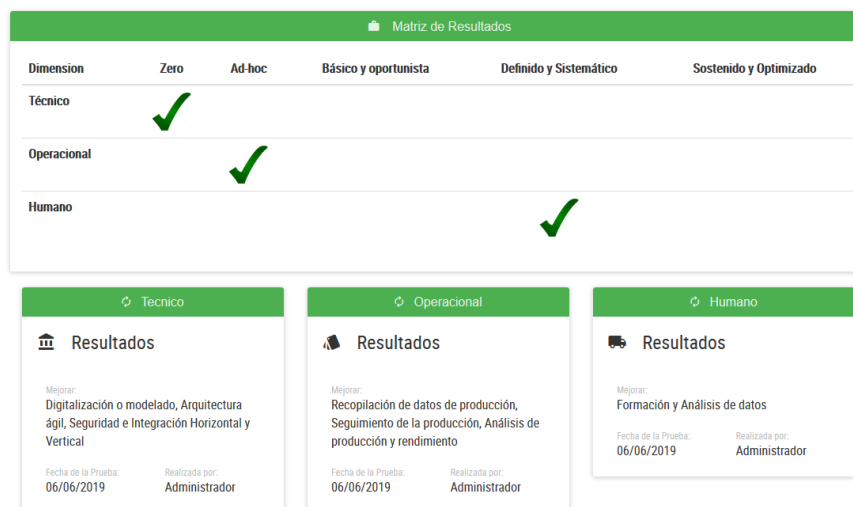 Matriz de Resultados
Dimension Zero Ad-hoc Básico y oportunista Definido y Sistemático Sostenido y Optimizado
Técnico
Operacional
Humano
Tecnico
Resultados
Mejorar:
Digitalización o modelado, Arquitectura
ágil, Seguridad e Integración Horizontal y
Vertical
Fecha de la Prueba: Realizada por:
06/06/2019 Administrador
Operacional
Resultados
Mejorar:
Recopilación de datos de producción,
Seguimiento de la producción, Análisis de
producción y rendimiento
Fecha de la Prueba: Realizada por:
06/06/2019 Administrador
Humano
Resultados
Mejorar:
Formación y Análisis de datos
Fecha de la Prueba: Realizada por:
06/06/2019 Administrador